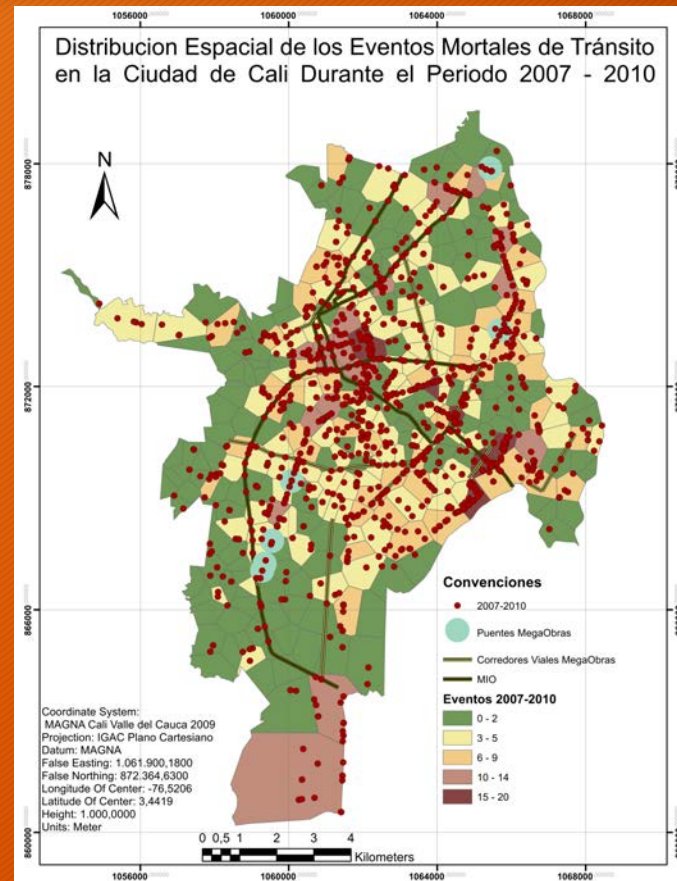 Distribucion Espacial de los Eventos Mortales de Tránsito
en la Ciudad de Cali Durante el Periodo 2007 - 2010
1056000 1060000 1064000 1068000
N
878000
872000
866000
860000
Convenciones
2007-2010
Puentes MegaObras
Corredores Viales MegaObras
MIO
Eventos 2007-2010
0 - 2
3 - 5
6 - 9
10 - 14
15 - 20
Coordinate System:
MAGNA Cali Valle del Cauca 2009
Projection: IGAC Plano Cartesiano
Datum: MAGNA
False Easting: 1.061.900,1800
False Northing: 872.364,6300
Longitude Of Center: -76,5206
Latitude Of Center: 3,4419
Height: 1.000,0000
Units: Meter
0 0,5 1 2 3 4
Kilometers
1056000 1060000 1064000 1068000